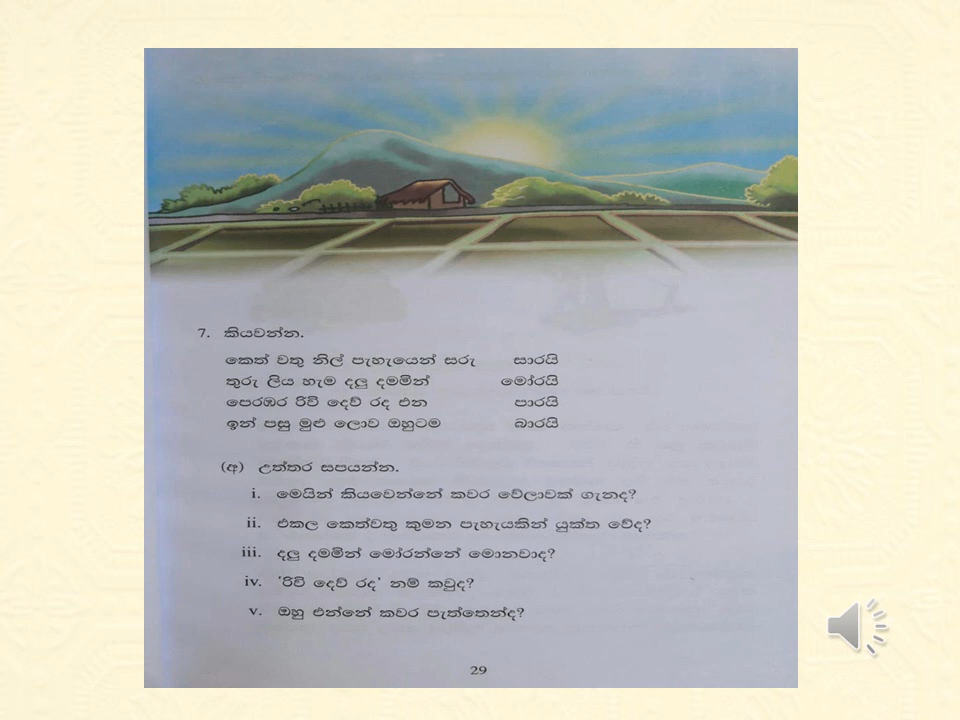 7. කියවන්න.
කෙත් වතු නිල් පැහැයෙන් සරු සාරයි
තුරු ලිය හැම දලු දමමින් මෝරයි
පෙරඹර රිවි දෙව් රද එන පාරයි
ඉන් පසු මුළු ලොව ඔහුටම බාරයි
(අ) උත්තර සපයන්න.
i. මෙයින් කියවෙන්නේ කවර වේලාවක් ගැනද?
ii. එකල කෙත්වතු කුමන පැහැයකින් යුක්ත වේද?
iii. දලු දමමින් මෝරන්නේ මොනවාද?
iv. 'රිවි දෙව් රද' නම් කවුද?
v. ඔහු එන්නේ කවර පැත්තෙන්ද?
29